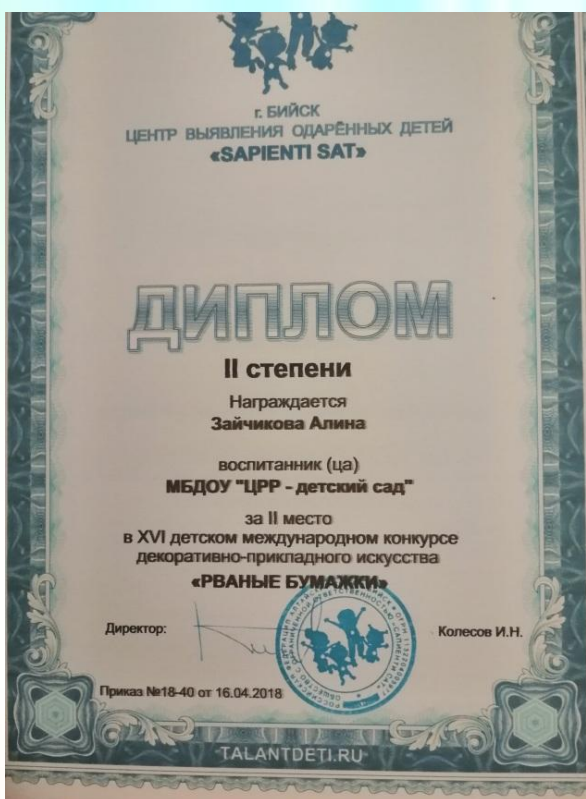 г. БИЙСК
ЦЕНТР ВЫЯВЛЕНИЯ ОДАРЁННЫХ ДЕТЕЙ
«SAPIENTI SAT»
ДИПЛОМ
II степени
Награждается
Зайчикова Алина
воспитанник (ца)
МБДОУ "ЦРР - детский сад"
за II место
в XVI детском международном конкурсе
декоративно-прикладного искусства
«РВАНЫЕ БУМАЖКИ»
Директор:
Колесов И.Н.
Приказ №18-40 от 16.04.2018
TALANTDETI.RU